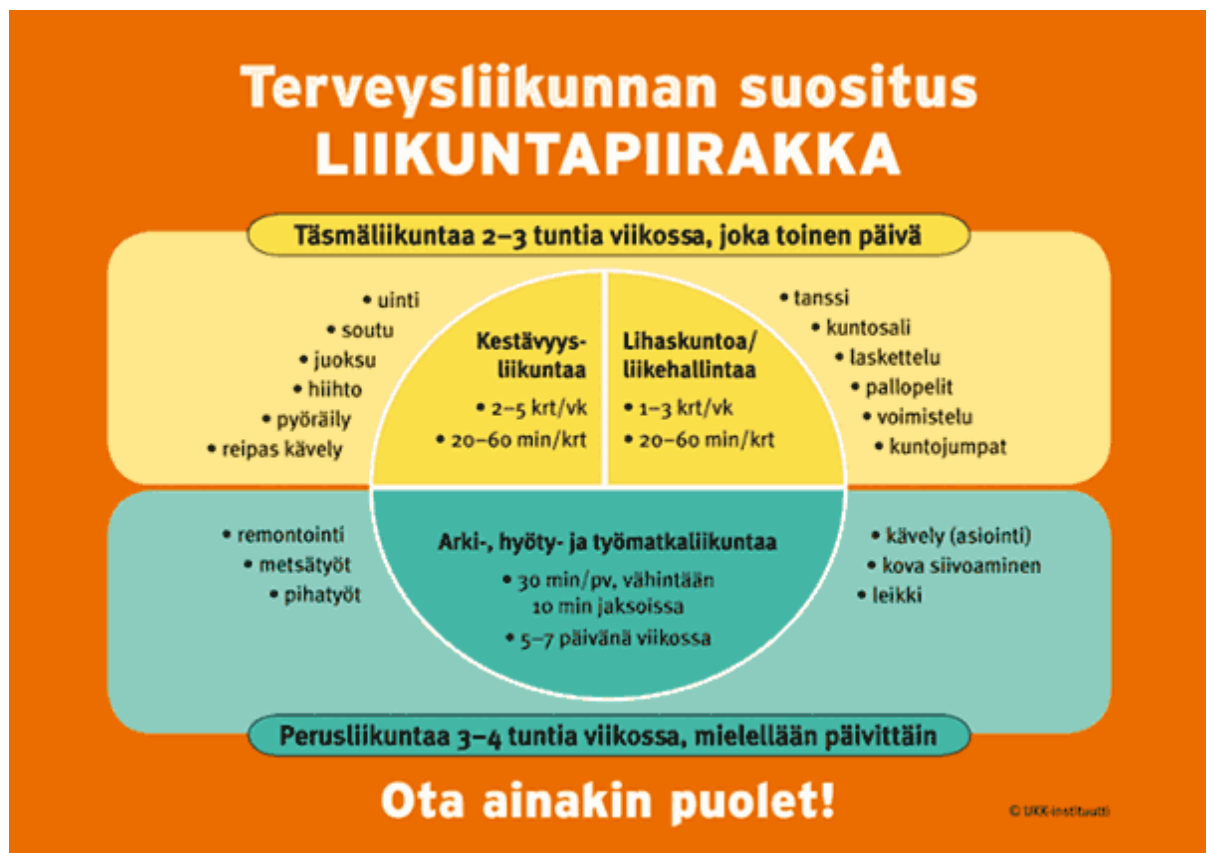 Terveysliikunnan suositus
LIIKUNTAPIIRAKKA
Täsmäliikuntaa 2–3 tuntia viikossa, joka toinen päivä
• uinti
• soutu
• juoksu
• hiihto
• pyöräily
• reipas kävely
Kestävyys-
liikuntaa
• 2–5 krt/vk
• 20–60 min/krt
Lihaskuntoa/
liikehallintaa
• 1–3 krt/vk
• 20–60 min/krt
• tanssi
• kuntosali
• laskettelu
• pallopelit
• voimistelu
• kuntojumpat
• remontointi
• metsätyöt
• pihatyöt
Arki-, hyöty- ja työmatkaliikuntaa
• 30 min/pv, vähintään
10 min jaksoissa
• 5–7 päivänä viikossa
• kävely (asiointi)
• kova siivoaminen
• leikki
Perusliikuntaa 3–4 tuntia viikossa, mielellään päivittäin
Ota ainakin puolet!
© UKK-instituutti